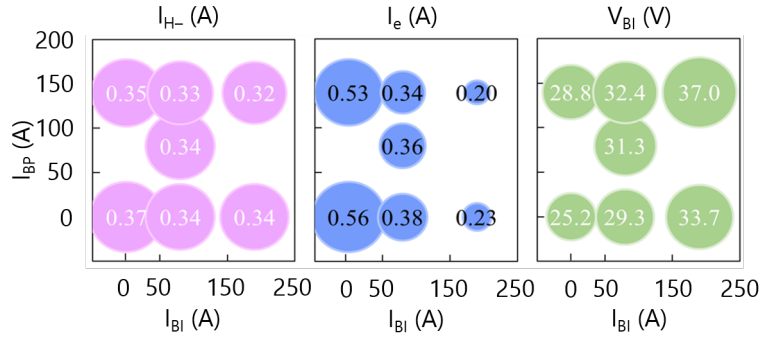 I_H− (A) I_e (A) V_BI (V)
200
150
100
50
0
I_BP (A)
0.35 0.33 0.32
0.34
0.37 0.34 0.34
0.53 0.34 0.20
0.36
0.56 0.38 0.23
28.8 32.4 37.0
31.3
25.2 29.3 33.7
0 50 150 250
0 50 150 250
0 50 150 250
I_BI (A) I_BI (A) I_BI (A)